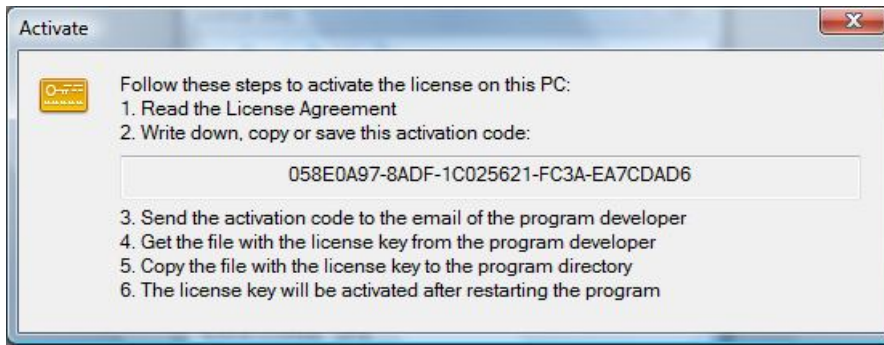 Activate
Follow these steps to activate the license on this PC:
1. Read the License Agreement
2. Write down, copy or save this activation code:
058E0A97-8ADF-1C025621-FC3A-EA7CDAD6
3. Send the activation code to the email of the program developer
4. Get the file with the license key from the program developer
5. Copy the file with the license key to the program directory
6. The license key will be activated after restarting the program